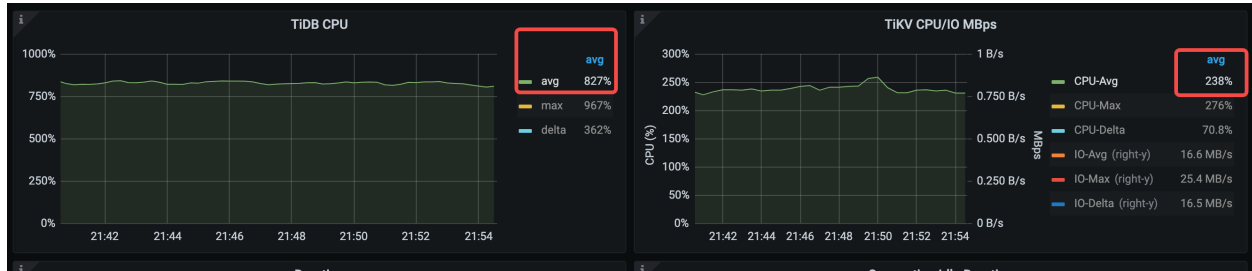 i
TiDB CPU
1000%
750%
500%
250%
0%
21:42 21:44 21:46 21:48 21:50 21:52 21:54
avg
avg 827%
max 967%
delta 362%
i
TiKV CPU/IO MBps
CPU (%)
300%
250%
200%
150%
100%
50%
0%
21:42 21:44 21:46 21:48 21:50 21:52 21:54
1 B/s
0.750 B/s
0.500 B/s
0.250 B/s
0 B/s
MBps
avg
CPU-Avg 238%
CPU-Max 276%
CPU-Delta 70.8%
IO-Avg (right-y) 16.6 MB/s
IO-Max (right-y) 25.4 MB/s
IO-Delta (right-y) 16.5 MB/s
i
i